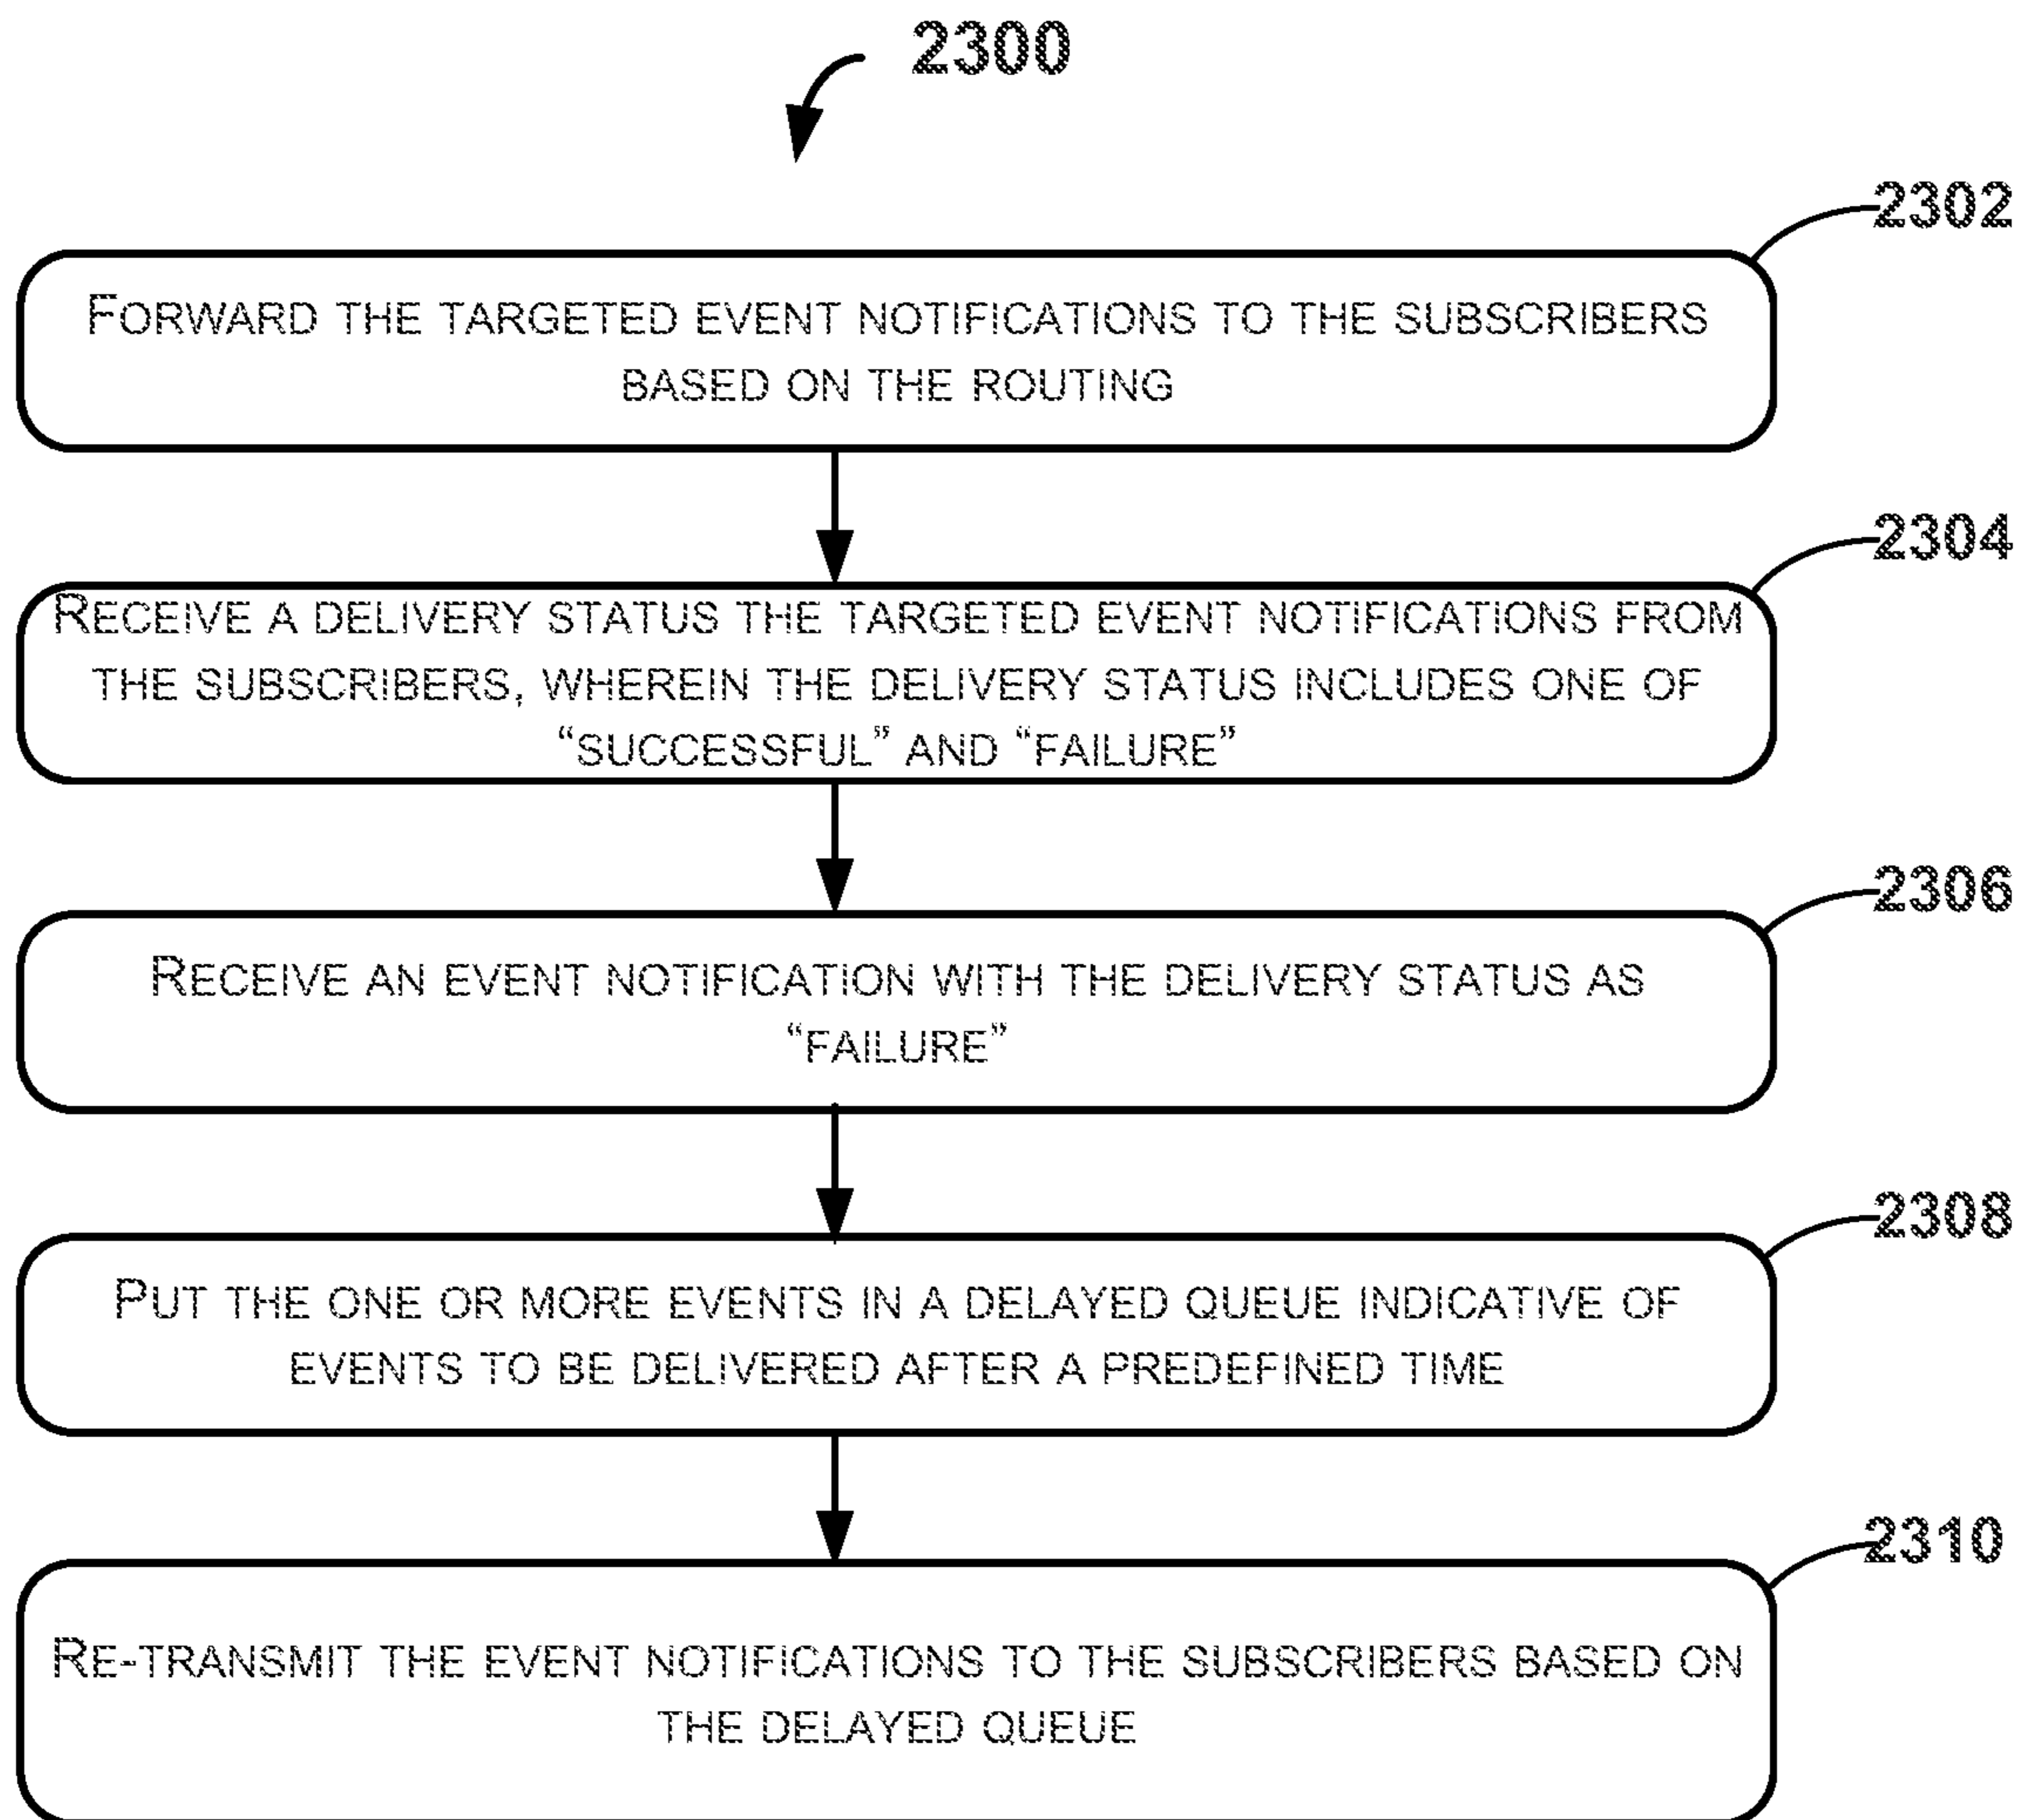 2300
2302
FORWARD THE TARGETED EVENT NOTIFICATIONS TO THE SUBSCRIBERS
BASED ON THE ROUTING
2304
RECEIVE A DELIVERY STATUS THE TARGETED EVENT NOTIFICATIONS FROM
THE SUBSCRIBERS, WHEREIN THE DELIVERY STATUS INCLUDES ONE OF
“SUCCESSFUL” AND “FAILURE”
2306
RECEIVE AN EVENT NOTIFICATION WITH THE DELIVERY STATUS AS
“FAILURE”
2308
PUT THE ONE OR MORE EVENTS IN A DELAYED QUEUE INDICATIVE OF
EVENTS TO BE DELIVERED AFTER A PREDEFINED TIME
2310
RE-TRANSMIT THE EVENT NOTIFICATIONS TO THE SUBSCRIBERS BASED ON
THE DELAYED QUEUE